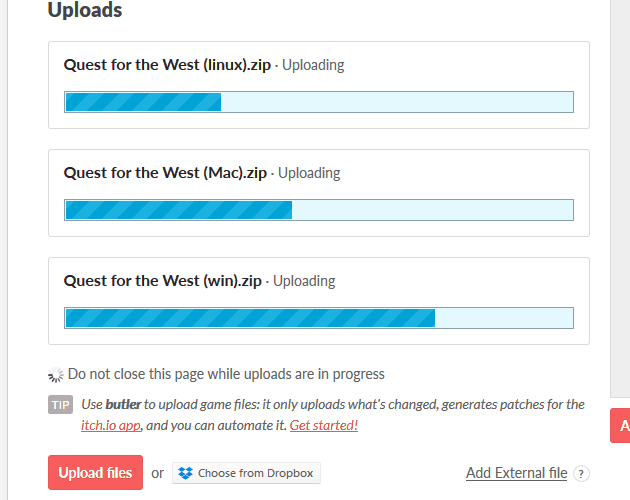 Uploads
Quest for the West (linux).zip · Uploading
Quest for the West (Mac).zip · Uploading
Quest for the West (win).zip · Uploading
Do not close this page while uploads are in progress
TIP Use butler to upload game files: it only uploads what's changed, generates patches for the
itch.io app, and you can automate it. Get started!
Upload files or Choose from Dropbox Add External file ?
A